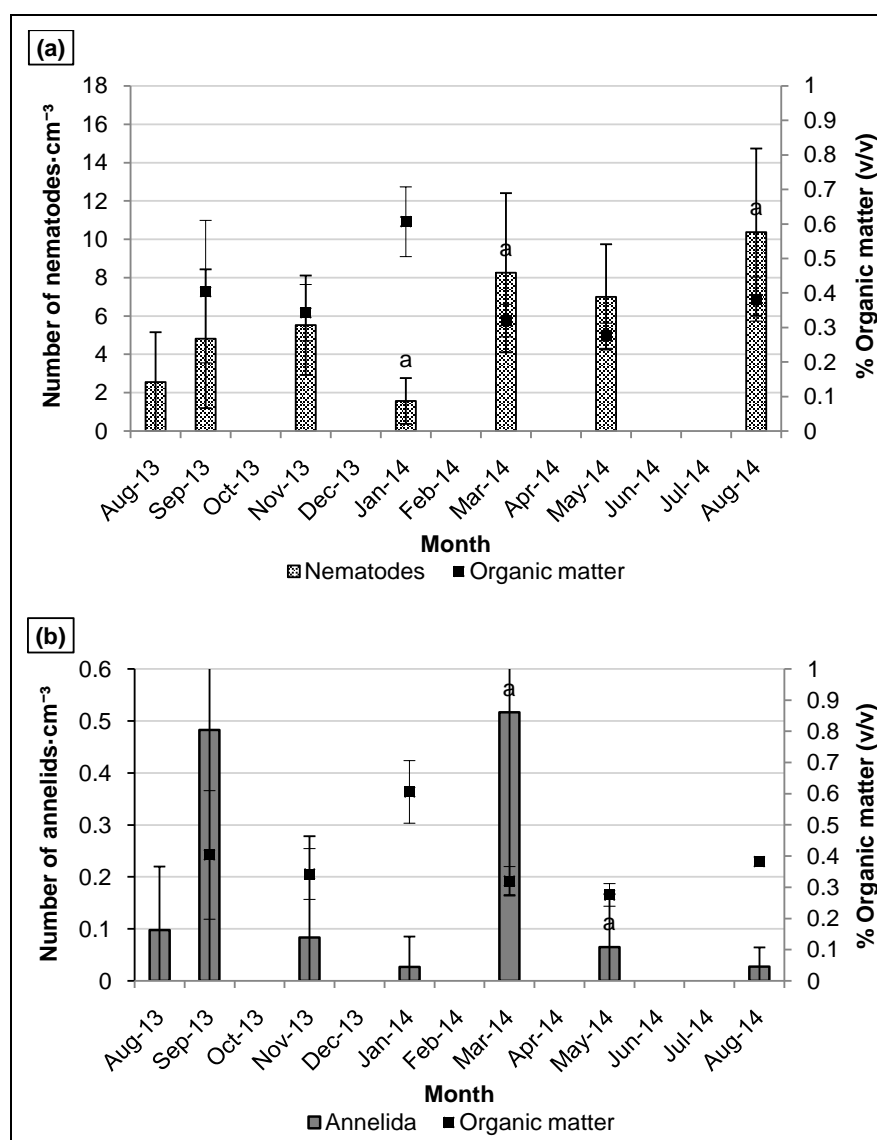 (a)
Number of nematodes·cm⁻³
18
16
14
12
10
8
6
4
2
0
a
a
a
1
0.9
0.8
0.7
0.6
0.5
0.4
0.3
0.2
0.1
0
% Organic matter (v/v)
Aug-13
Sep-13
Oct-13
Nov-13
Dec-13
Jan-14
Feb-14
Mar-14
Apr-14
May-14
Jun-14
Jul-14
Aug-14
Month
Nematodes
Organic matter
(b)
Number of annelids·cm⁻³
0.6
0.5
0.4
0.3
0.2
0.1
0
a
a
1
0.9
0.8
0.7
0.6
0.5
0.4
0.3
0.2
0.1
0
% Organic matter (v/v)
Aug-13
Sep-13
Oct-13
Nov-13
Dec-13
Jan-14
Feb-14
Mar-14
Apr-14
May-14
Jun-14
Jul-14
Aug-14
Month
Annelida
Organic matter